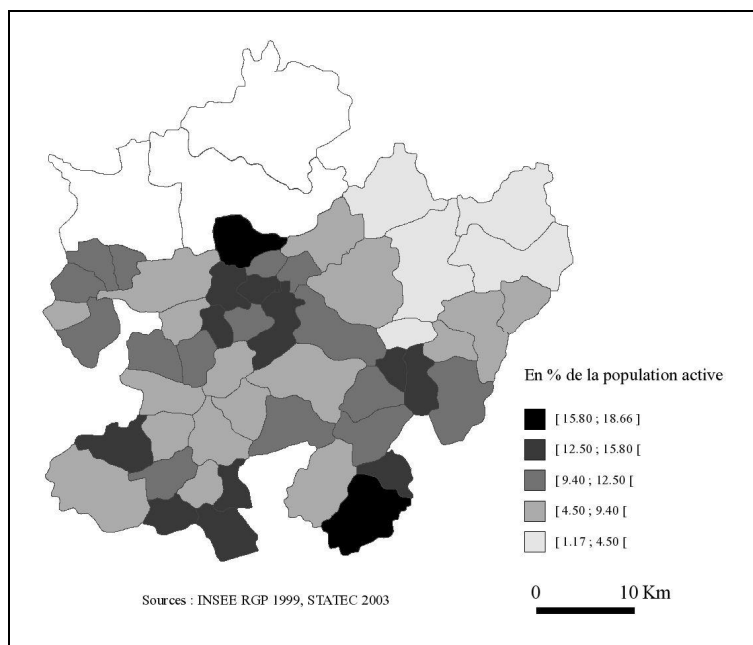 En % de la population active
[ 15.80 ; 18.66 ]
[ 12.50 ; 15.80 [
[ 9.40 ; 12.50 [
[ 4.50 ; 9.40 [
[ 1.17 ; 4.50 [
0 10 Km
Sources : INSEE RGP 1999, STATEC 2003